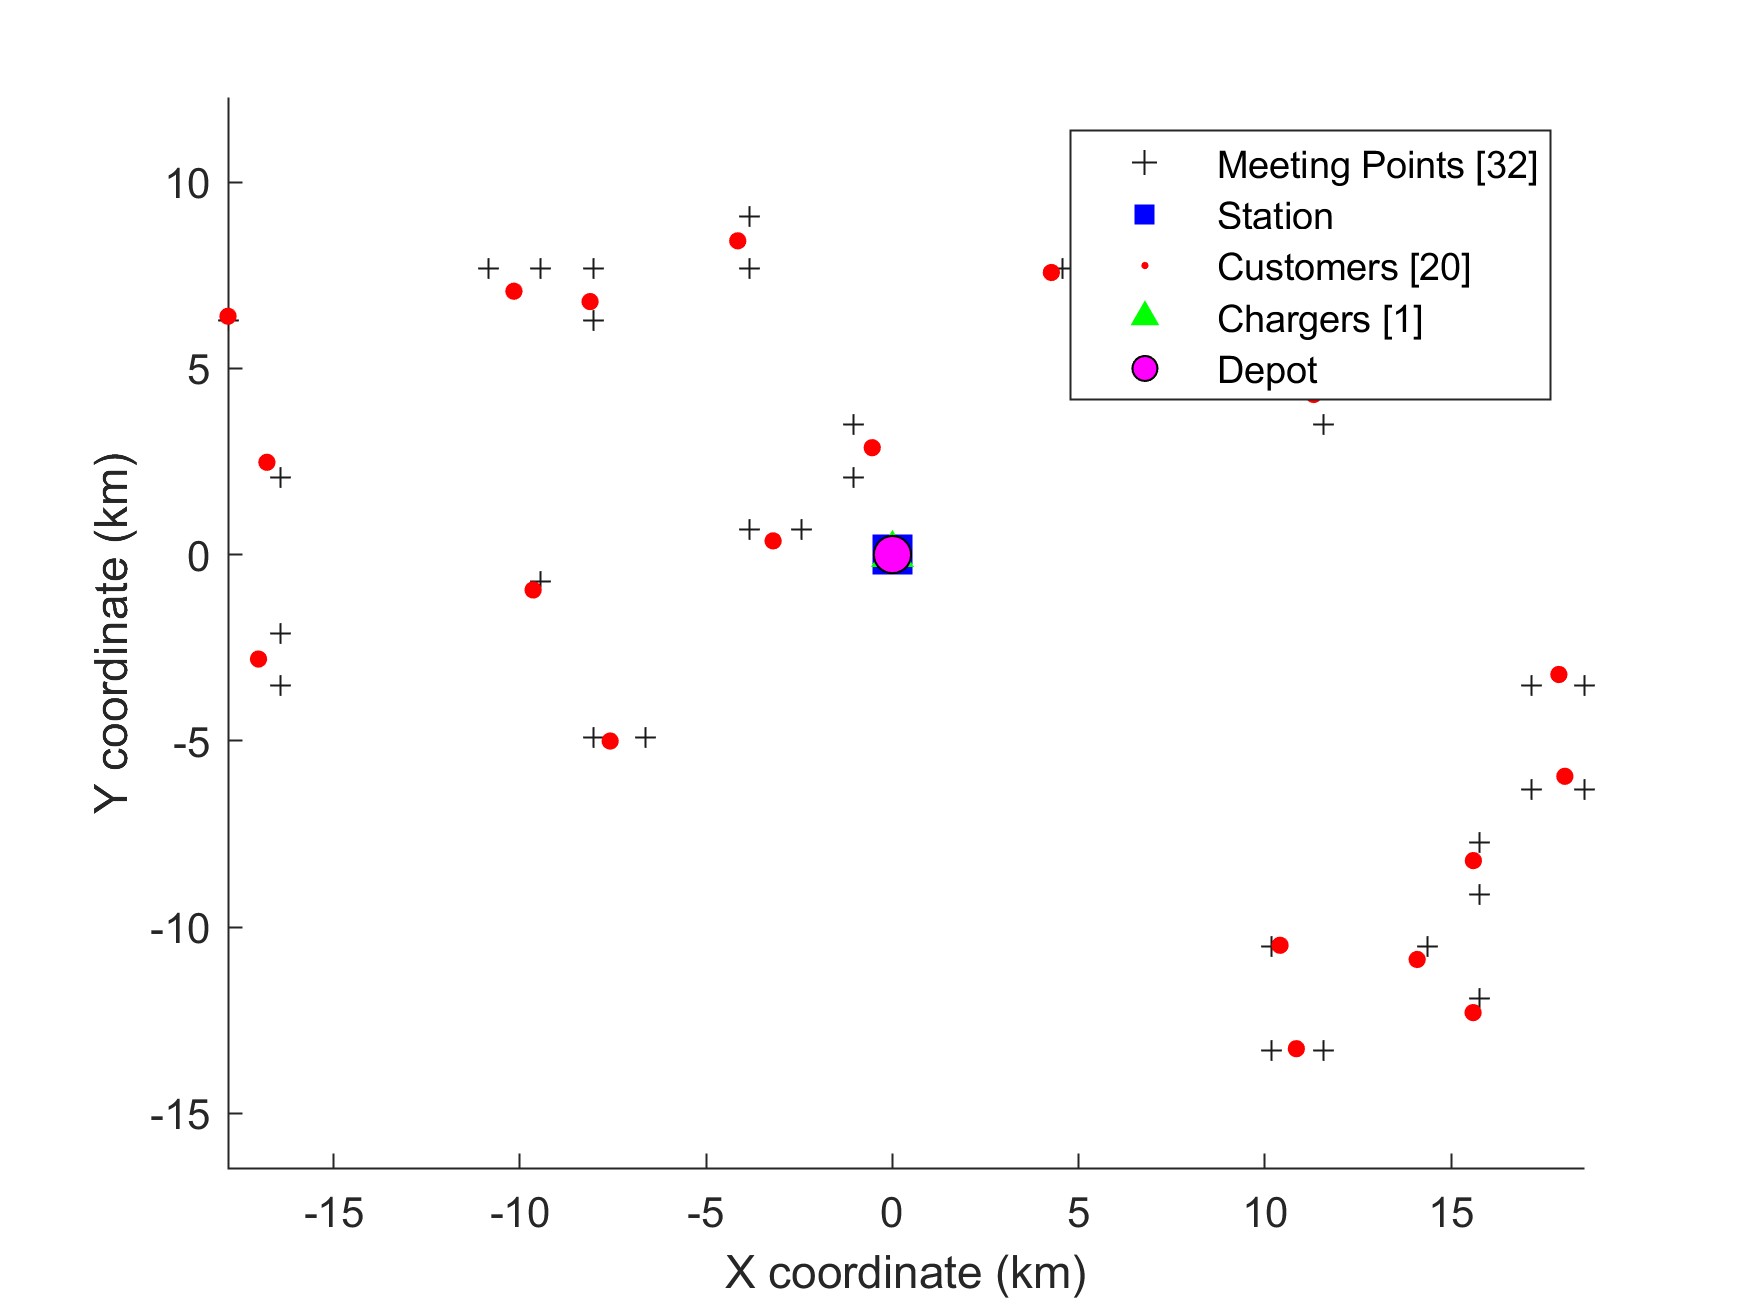 Meeting Points [32]
Station
Customers [20]
Chargers [1]
Depot
10
5
0
-5
-10
-15
Y coordinate (km)
-15
-10
-5
0
5
10
15
X coordinate (km)